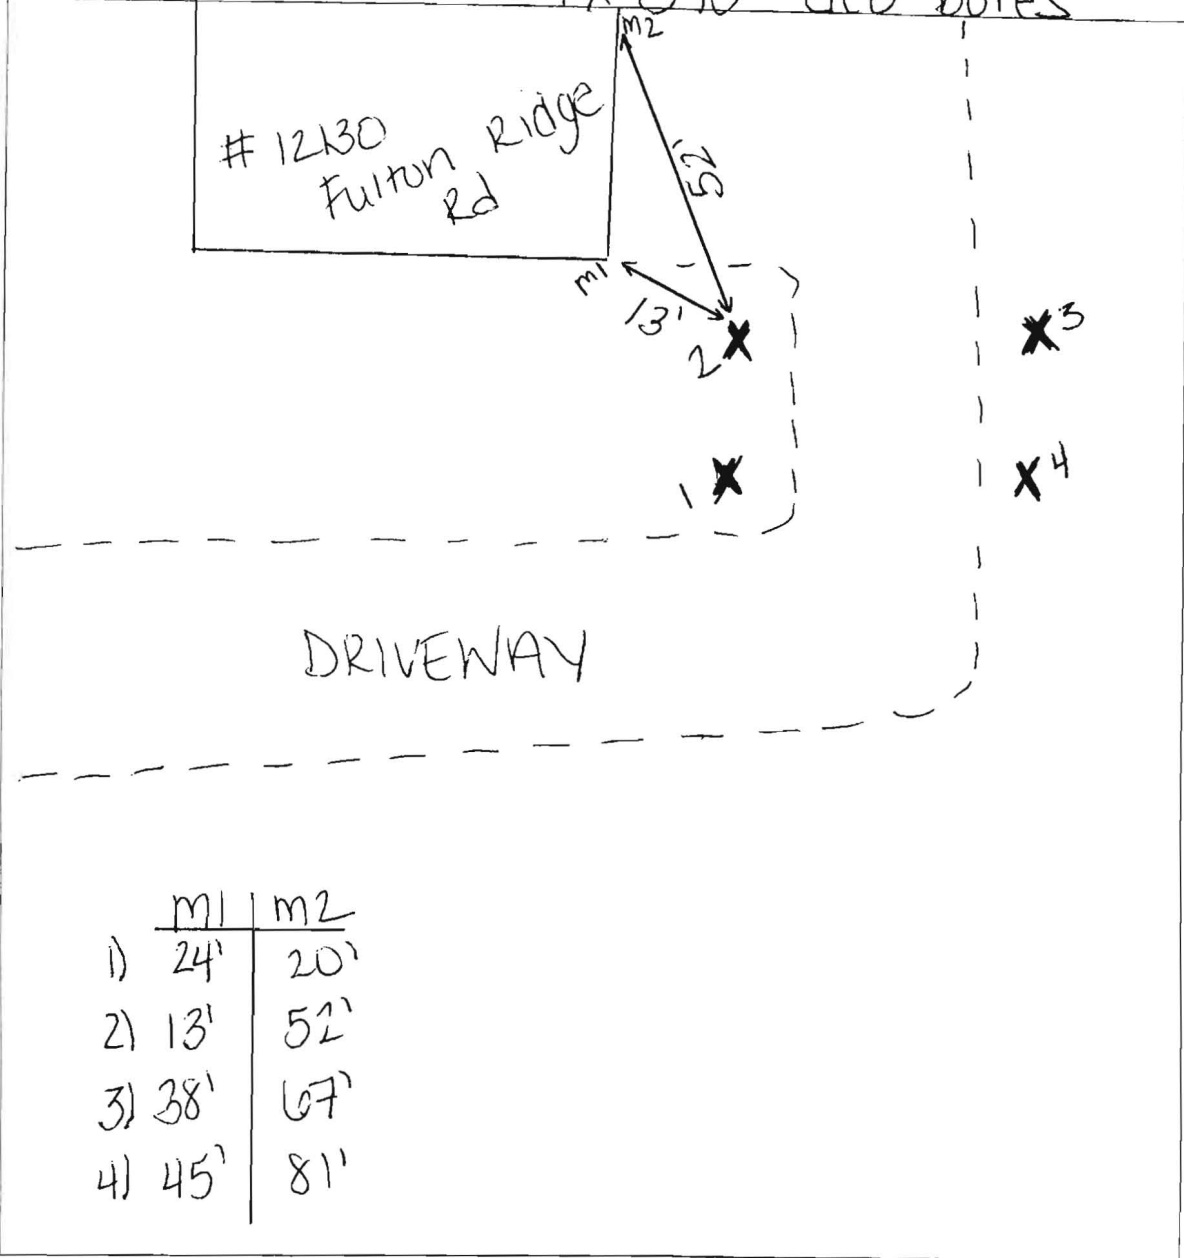 bores
m2
# 12130
Fulton Ridge
Rd
52'
m1
13'
3
2
4
1
DRIVEWAY
m1 m2
1) 24' 20'
2) 13' 52'
3) 38' 67'
4) 45' 81'